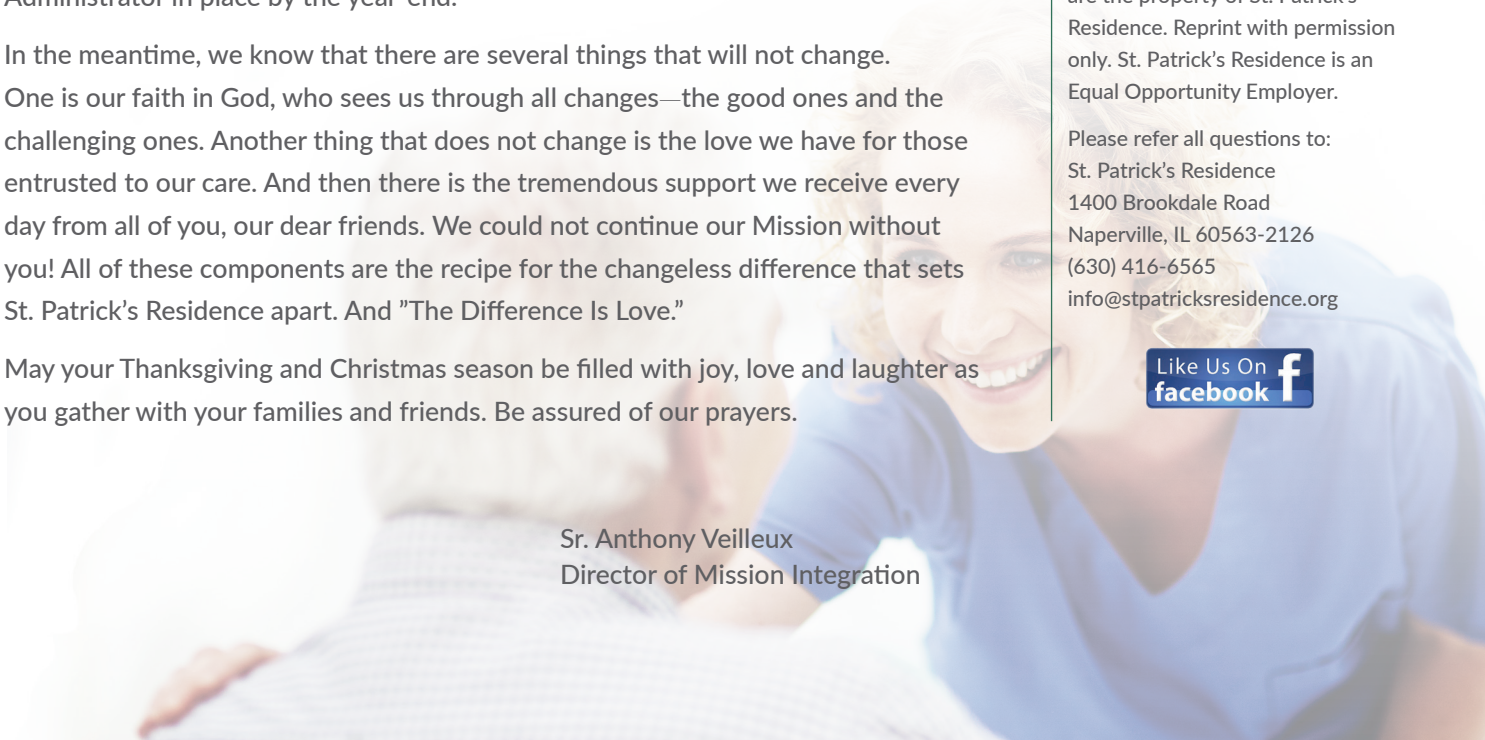 Administrator in place by the year-end.
In the meantime, we know that there are several things that will not change.
One is our faith in God, who sees us through all changes—the good ones and the
challenging ones. Another thing that does not change is the love we have for those
entrusted to our care. And then there is the tremendous support we receive every
day from all of you, our dear friends. We could not continue our Mission without
you! All of these components are the recipe for the changeless difference that sets
St. Patrick’s Residence apart. And ”The Difference Is Love.”
May your Thanksgiving and Christmas season be filled with joy, love and laughter as
you gather with your families and friends. Be assured of our prayers.
Sr. Anthony Veilleux
Director of Mission Integration
are the property of St. Patrick’s
Residence. Reprint with permission
only. St. Patrick’s Residence is an
Equal Opportunity Employer.
Please refer all questions to:
St. Patrick’s Residence
1400 Brookdale Road
Naperville, IL 60563-2126
(630) 416-6565
info@stpatricksresidence.org
Like Us On
facebook f